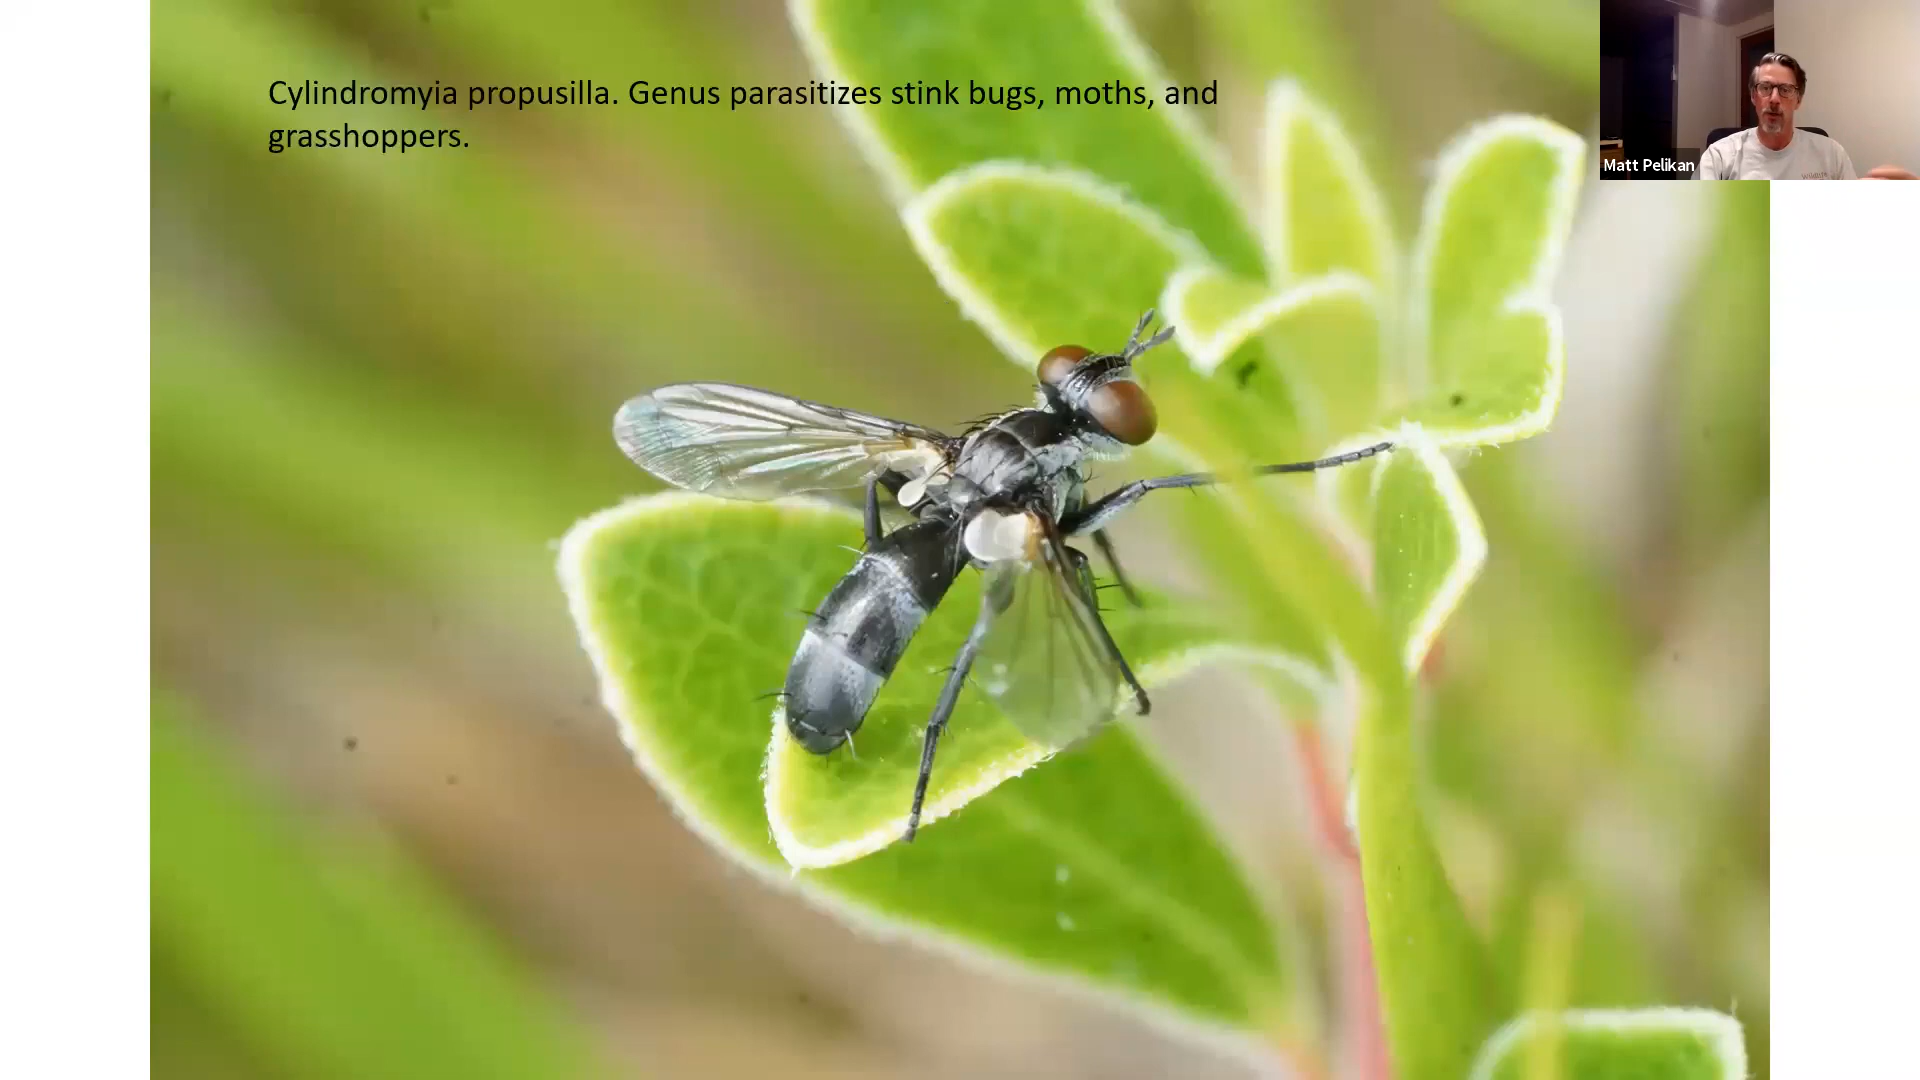 Cylindromyia propusilla. Genus parasitizes stink bugs, moths, and
grasshoppers.
Matt Pelikan